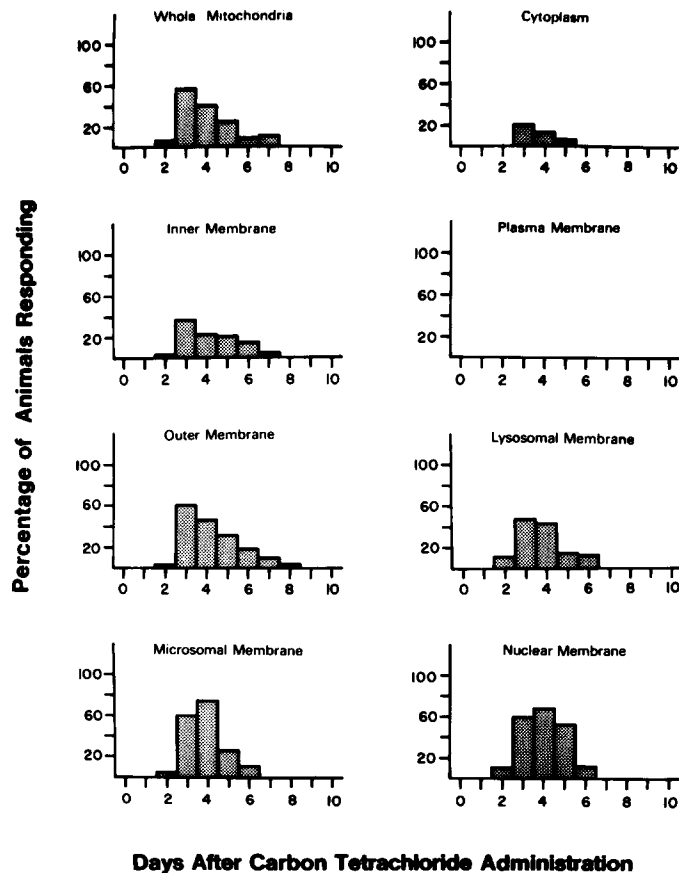 Whole Mitochondria
100
60
20
0 2 4 6 8 10
Cytoplasm
100
60
20
0 2 4 6 8 10
Inner Membrane
100
60
20
0 2 4 6 8 10
Plasma Membrane
100
60
20
0 2 4 6 8 10
Outer Membrane
100
60
20
0 2 4 6 8 10
Lysosomal Membrane
100
60
20
0 2 4 6 8 10
Microsomal Membrane
100
60
20
0 2 4 6 8 10
Nuclear Membrane
100
60
20
0 2 4 6 8 10
Percentage of Animals Responding
Days After Carbon Tetrachloride Administration